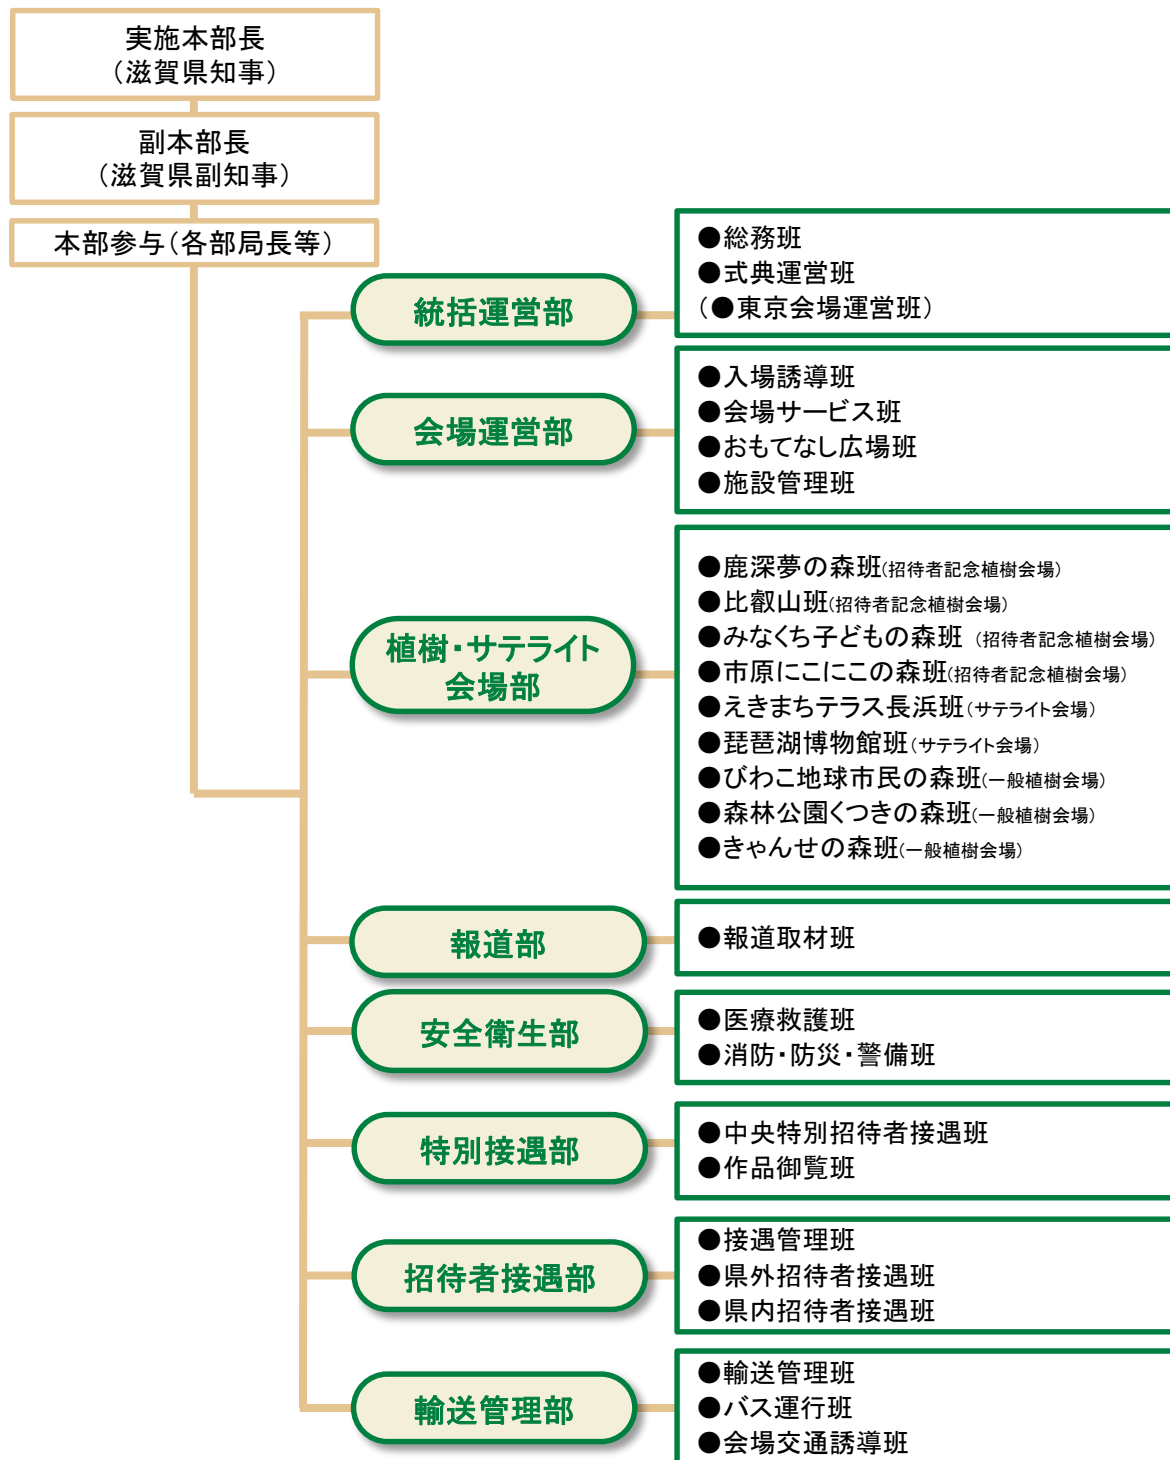 実施本部長
（滋賀県知事）
副本部長
（滋賀県副知事）
本部参与（各部局長等）
統括運営部
●総務班
●式典運営班
（●東京会場運営班）
会場運営部
●入場誘導班
●会場サービス班
●おもてなし広場班
●施設管理班
植樹・サテライト
会場部
●鹿深夢の森班（招待者記念植樹会場）
●比叡山班（招待者記念植樹会場）
●みなくち子どもの森班 （招待者記念植樹会場）
●市原にこにこの森班（招待者記念植樹会場）
●えきまちテラス長浜班（サテライト会場）
●琵琶湖博物館班（サテライト会場）
●びわこ地球市民の森班（一般植樹会場）
●森林公園くつきの森班（一般植樹会場）
●きゃんせの森班（一般植樹会場）
報道部
●報道取材班
安全衛生部
●医療救護班
●消防・防災・警備班
特別接遇部
●中央特別招待者接遇班
●作品御覧班
招待者接遇部
●接遇管理班
●県外招待者接遇班
●県内招待者接遇班
輸送管理部
●輸送管理班
●バス運行班
●会場交通誘導班